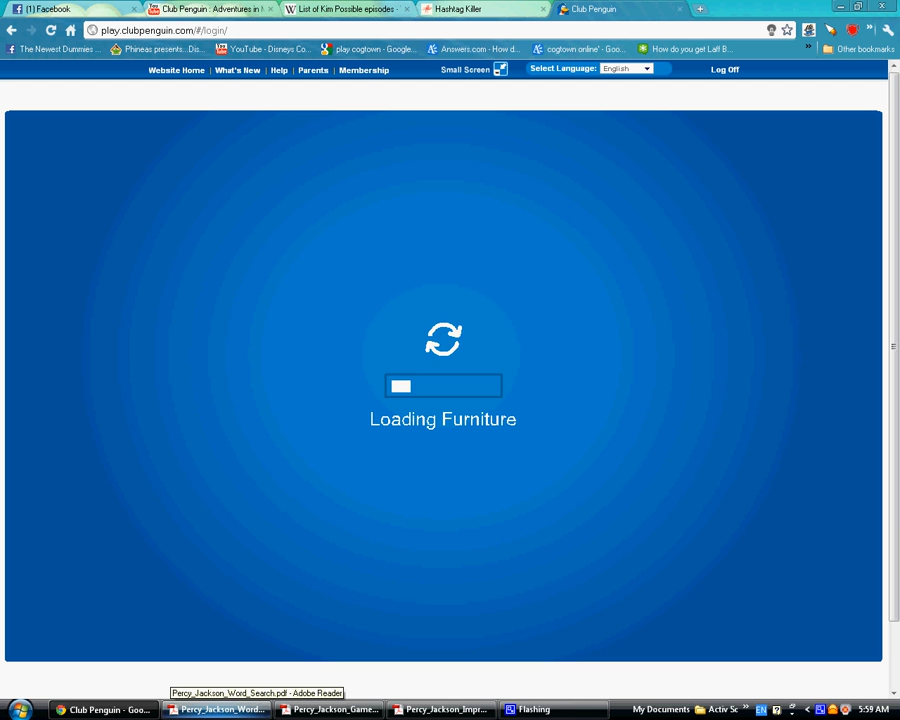 (1) Facebook
Club Penguin : Adventures in M
List of Kim Possible episodes -
Hashtag Killer
Club Penguin
play.clubpenguin.com/#/login/
The Newest Dummies ...
Phineas presents...Dis...
YouTube - Disneys Co...
play cogtown - Google...
Answers.com - How d...
cogtown online' - Goo...
How do you get Laff B...
Other bookmarks
Website Home | What's New | Help | Parents | Membership
Small Screen
Select Language: English
Log Off
Loading Furniture
Percy_Jackson_Word_Search.pdf - Adobe Reader
Club Penguin - Goo...
Percy_Jackson_Word...
Percy_Jackson_Game...
Percy_Jackson_Impr...
Flashing
My Documents
Activ Sc
EN
5:59 AM